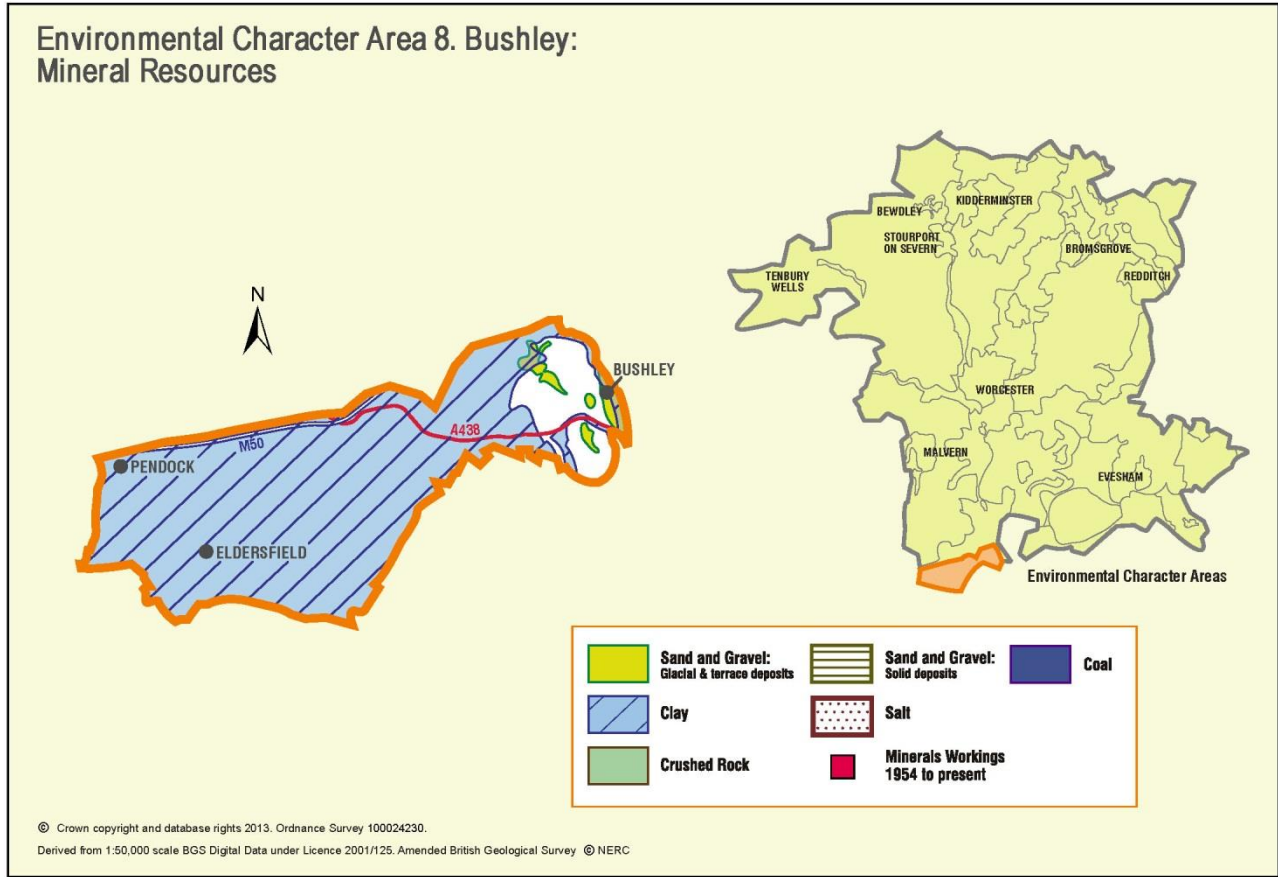 Environmental Character Area 8. Bushley:
Mineral Resources
N
BUSHLEY
A438
M50
PENDOCK
ELDERSFIELD
KIDDERMINSTER
BEWDLEY
STOURPORT
ON SEVERN
BROMSGROVE
TENBURY
WELLS
REDDITCH
WORCESTER
MALVERN
EVESHAM
Environmental Character Areas
Sand and Gravel:
Glacial & terrace deposits
Clay
Crushed Rock
Sand and Gravel:
Solid deposits
Salt
Minerals Workings
1954 to present
Coal
© Crown copyright and database rights 2013. Ordnance Survey 100024230.
Derived from 1:50,000 scale BGS Digital Data under Licence 2001/125. Amended British Geological Survey © NERC